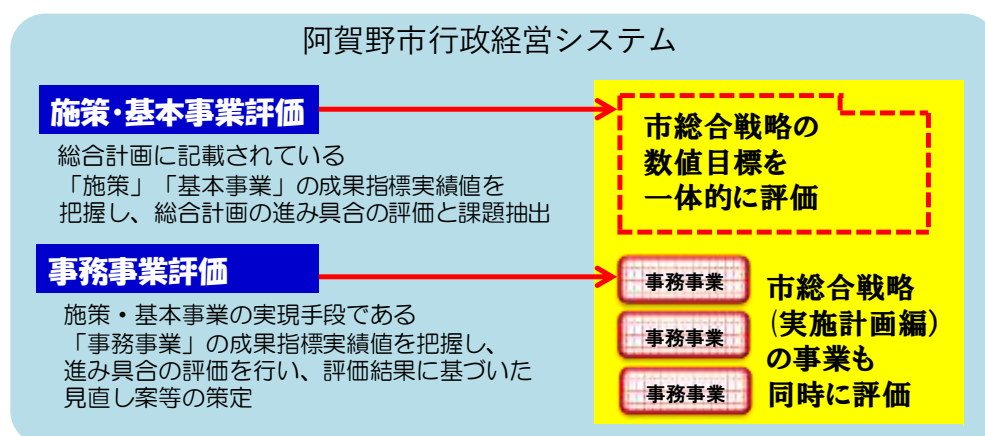 阿賀野市行政経営システム
施策・基本事業評価
総合計画に記載されている
「施策」「基本事業」の成果指標実績値を
把握し、総合計画の進み具合の評価と課題抽出
市総合戦略の
数値目標を
一体的に評価
事務事業評価
施策・基本事業の実現手段である
「事務事業」の成果指標実績値を把握し、
進み具合の評価を行い、評価結果に基づいた
見直し案等の策定
事務事業
事務事業
事務事業
市総合戦略
(実施計画編)
の事業も
同時に評価